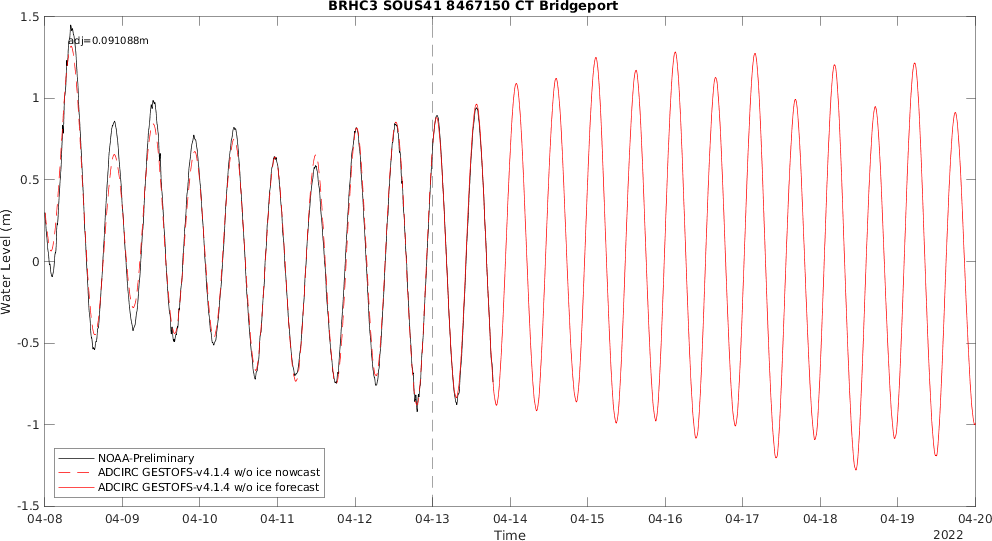 BRHC3 SOUS41 8467150 CT Bridgeport
adj=0.091088m
1.5
1
0.5
0
-0.5
-1
-1.5
Water Level (m)
NOAA-Preliminary
ADCIRC GESTOFS-v4.1.4 w/o ice nowcast
ADCIRC GESTOFS-v4.1.4 w/o ice forecast
04-08 04-09 04-10 04-11 04-12 04-13 04-14 04-15 04-16 04-17 04-18 04-19 04-20
Time
2022